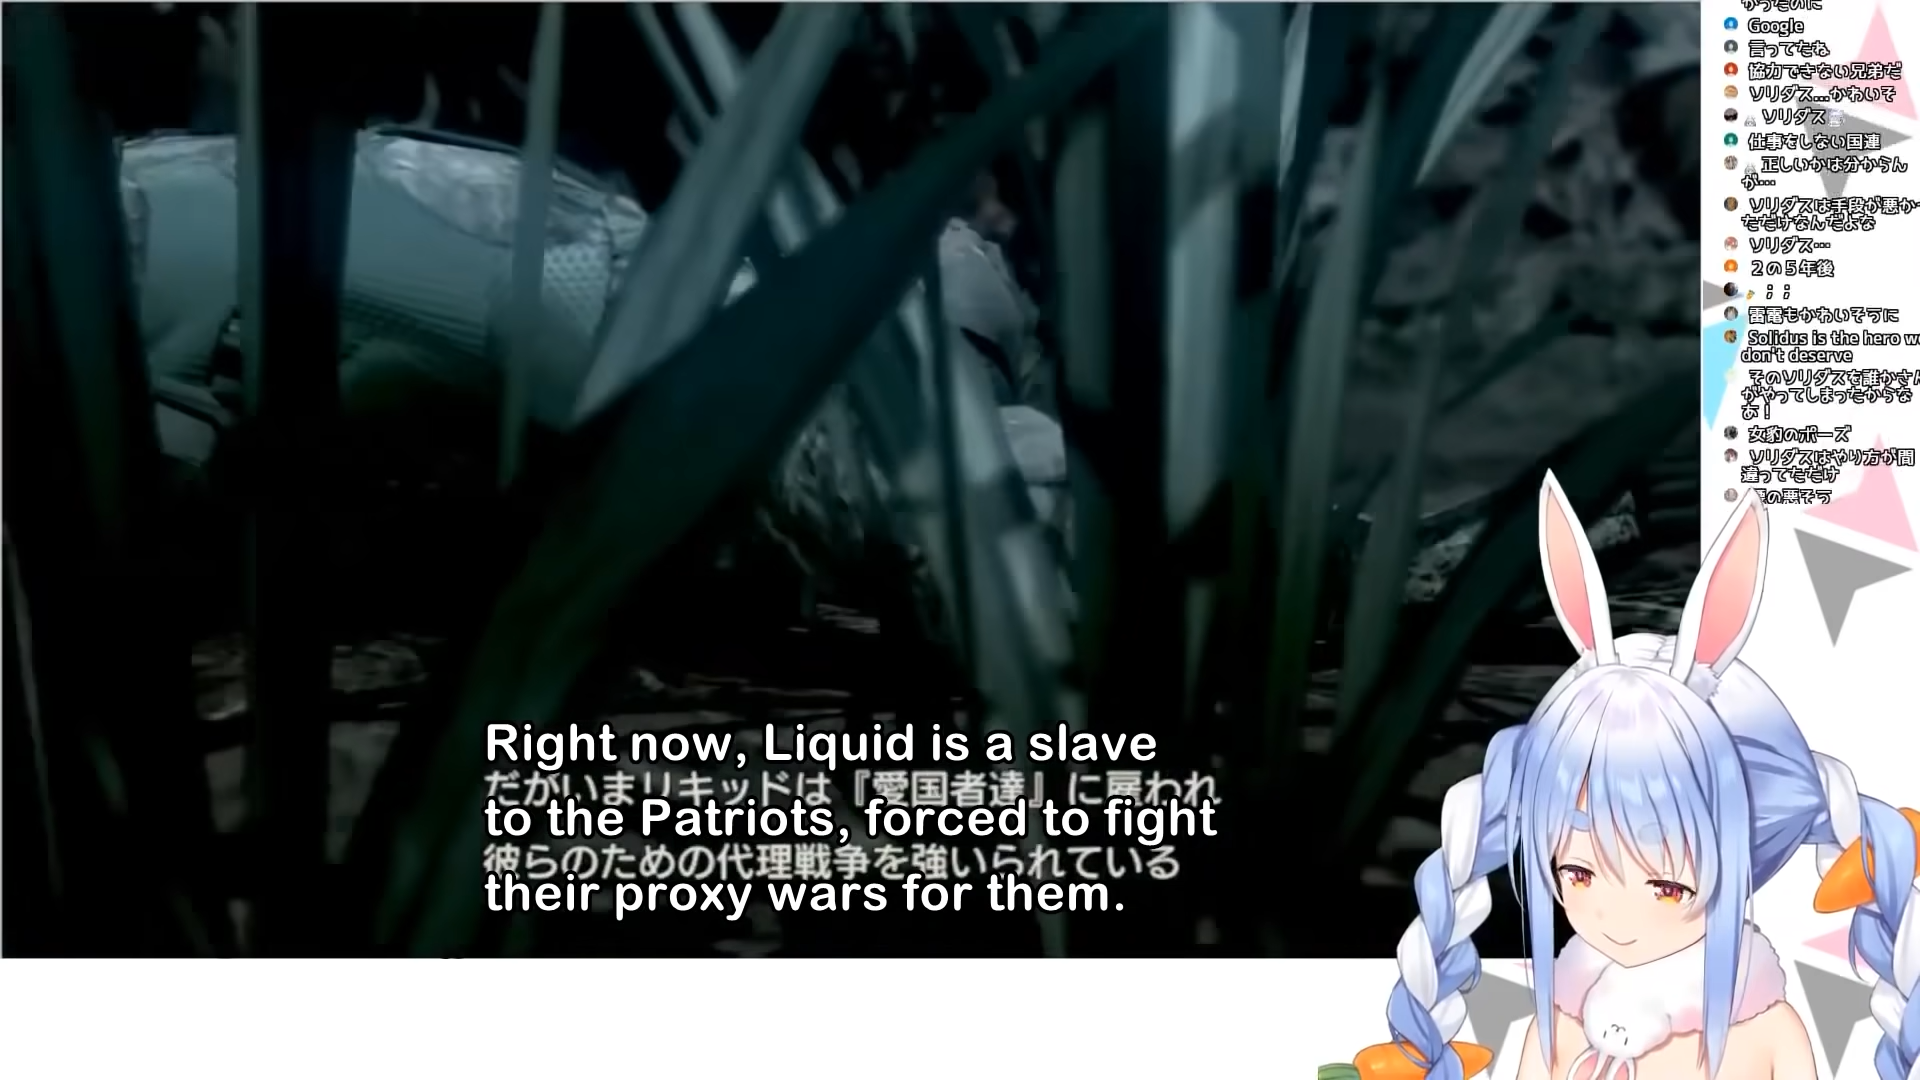 Right now, Liquid is a slave
だがいまリキッドは『愛国者達』に雇われ
to the Patriots, forced to fight
彼らのための代理戦争を強いられている
their proxy wars for them.
Google
言ってたね
協力できない兄弟だ
ソリダス...かわいそ
ソリダス
仕事をしない国連
正しいかは分からん
が…
ソリダスは手段が悪かっ
ただけなんだよな
ソリダス…
２の５年後
；；
雷電もかわいそうに
Solidus is the hero we
don't deserve
そのソリダスを誰かさん
がやってしまったからな
あ！
女豹のポーズ
ソリダスはやり方が間
違ってただけ
の悪そう